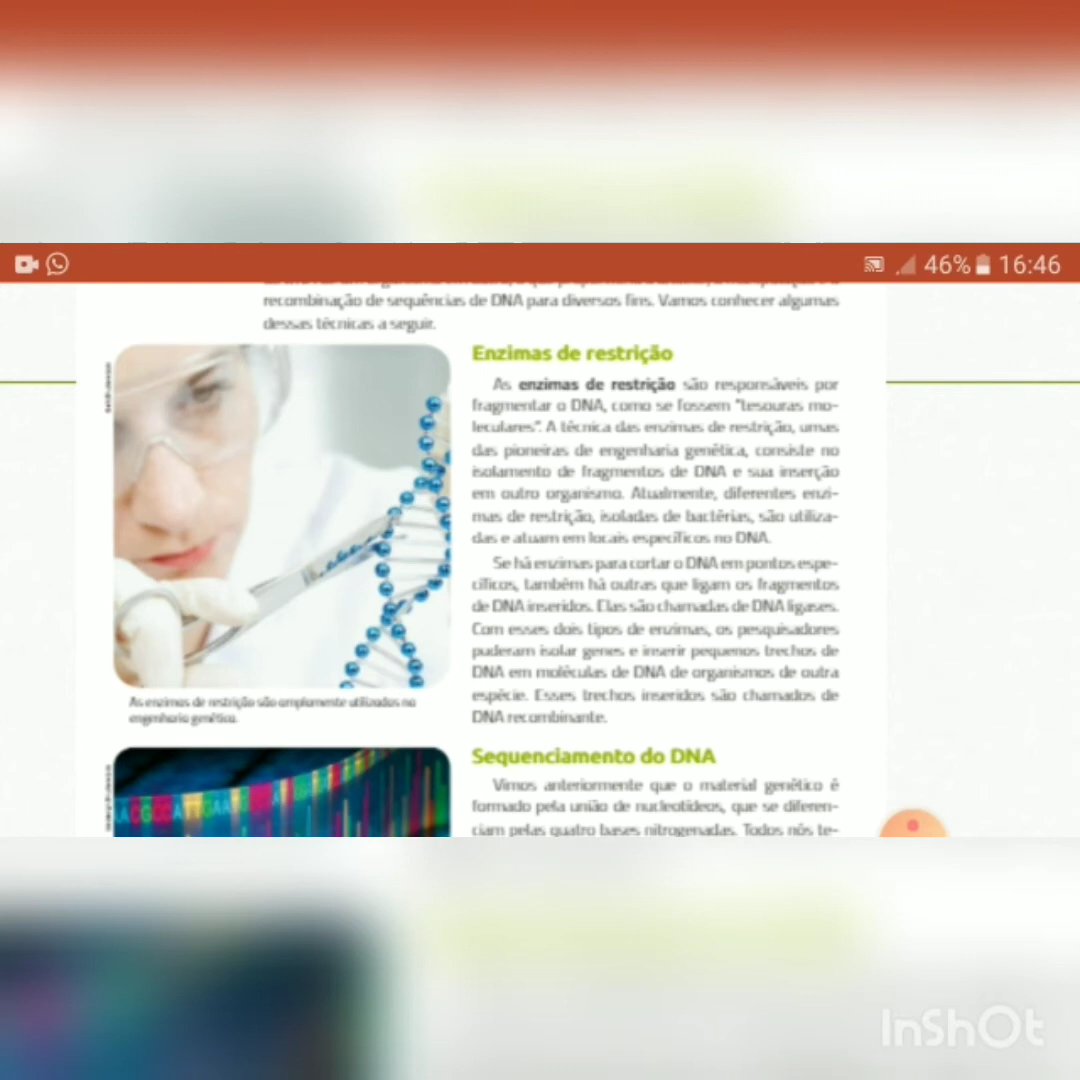 46% 16:46
recombinação de sequências de DNA para diversos fins. Vamos conhecer algumas
dessas técnicas a seguir.
Enzimas de restrição
As enzimas de restrição são responsáveis por
fragmentar o DNA, como se fossem "tesouras mo-
leculares". A técnica das enzimas de restrição, umas
das pioneiras de engenharia genética, consiste no
isolamento de fragmentos de DNA e sua inserção
em outro organismo. Atualmente, diferentes enzi-
mas de restrição, isoladas de bactérias, são utiliza-
das e atuam em locais específicos no DNA.
Se há enzimas para cortar o DNA em pontos espe-
cíficos, também há outras que ligam os fragmentos
de DNA inseridos. Elas são chamadas de DNA ligases.
Com esses dois tipos de enzimas, os pesquisadores
puderam isolar genes e inserir pequenos trechos de
DNA em moléculas de DNA de organismos de outra
espécie. Esses trechos inseridos são chamados de
DNA recombinante.
As enzimas de restrição são amplamente utilizadas na
engenharia genética.
Sequenciamento do DNA
Vimos anteriormente que o material genético é
formado pela união de nucleotídeos, que se diferen-
ciam pelas quatro bases nitrogenadas. Todos nós te-
InShOt